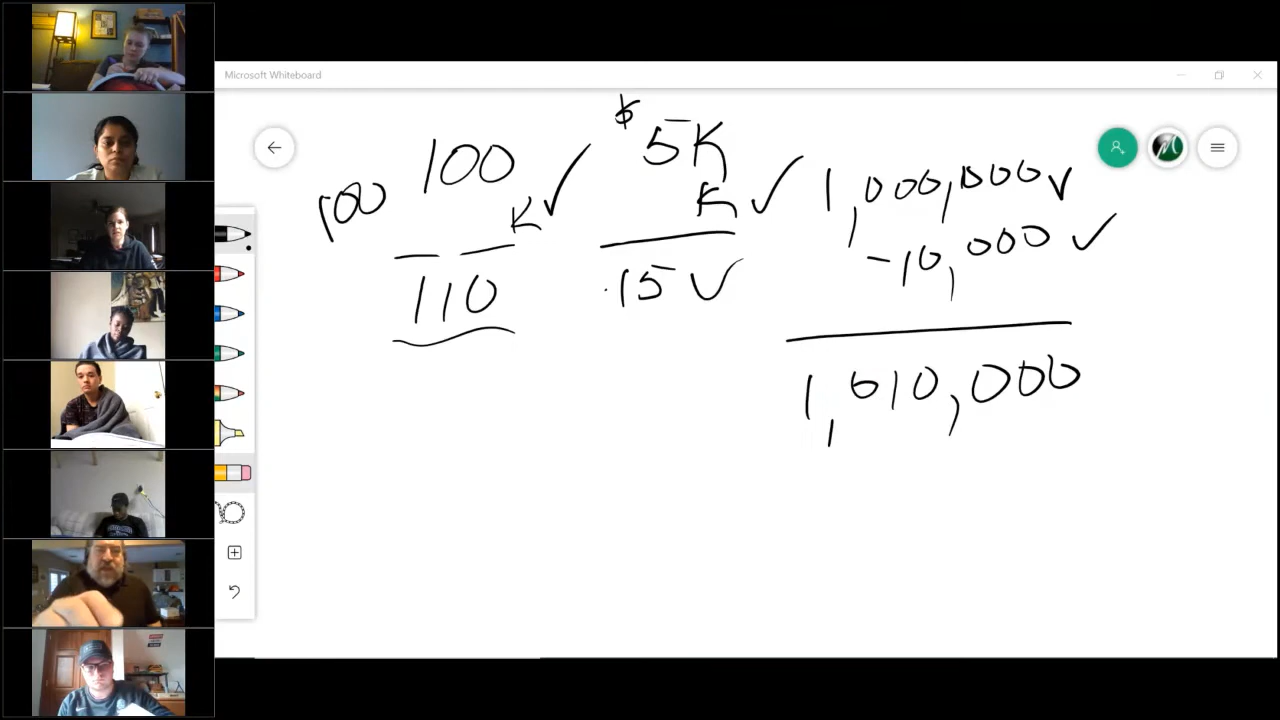 Microsoft Whiteboard
100 100 K ✓
110
$ 5K
K ✓
.15 ✓
1,000,000 ✓
-10,000 ✓
1,010,000